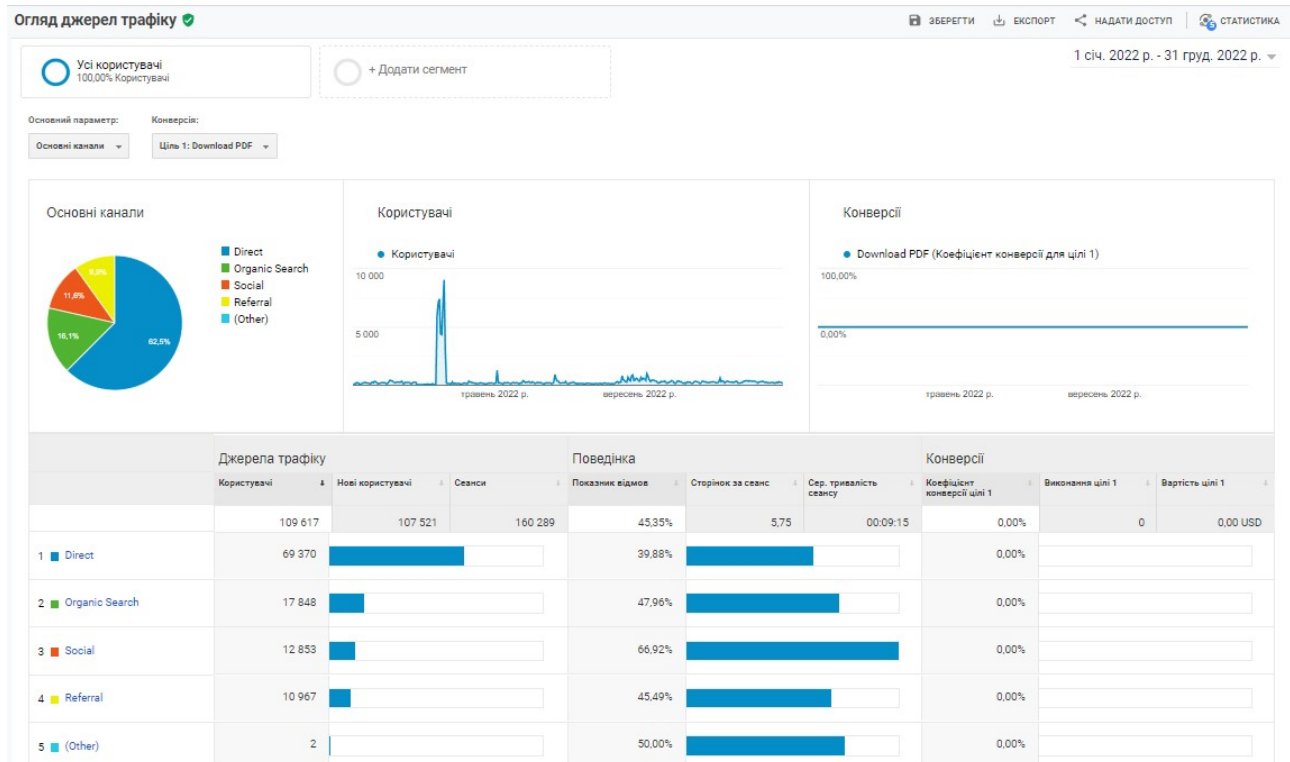 Огляд джерел трафіку
ЗБЕРЕГТИ ЕКСПОРТ НАДАТИ ДОСТУП 5 СТАТИСТИКА
Усі користувачі
100,00% Користувачі
+ Додати сегмент
1 січ. 2022 р. - 31 груд. 2022 р.
Основний параметр: Конверсія:
Основні канали Ціль 1: Download PDF
Основні канали
62,5%
16,1%
11,6%
9,9%
Direct
Organic Search
Social
Referral
(Other)
Користувачі
Користувачі
10 000
5 000
травень 2022 р. вересень 2022 р.
Конверсії
Download PDF (Коефіцієнт конверсії для цілі 1)
100,00%
0,00%
травень 2022 р. вересень 2022 р.
Джерела трафіку Поведінка Конверсії
Користувачі Нові користувачі Сеанси Показник відмов Сторінок за сеанс Сер. тривалість сеансу Коефіцієнт конверсії цілі 1 Виконання цілі 1 Вартість цілі 1
109 617 107 521 160 289 45,35% 5,75 00:09:15 0,00% 0 0,00 USD
1 Direct 69 370 39,88% 0,00%
2 Organic Search 17 848 47,96% 0,00%
3 Social 12 853 66,92% 0,00%
4 Referral 10 967 45,49% 0,00%
5 (Other) 2 50,00% 0,00%